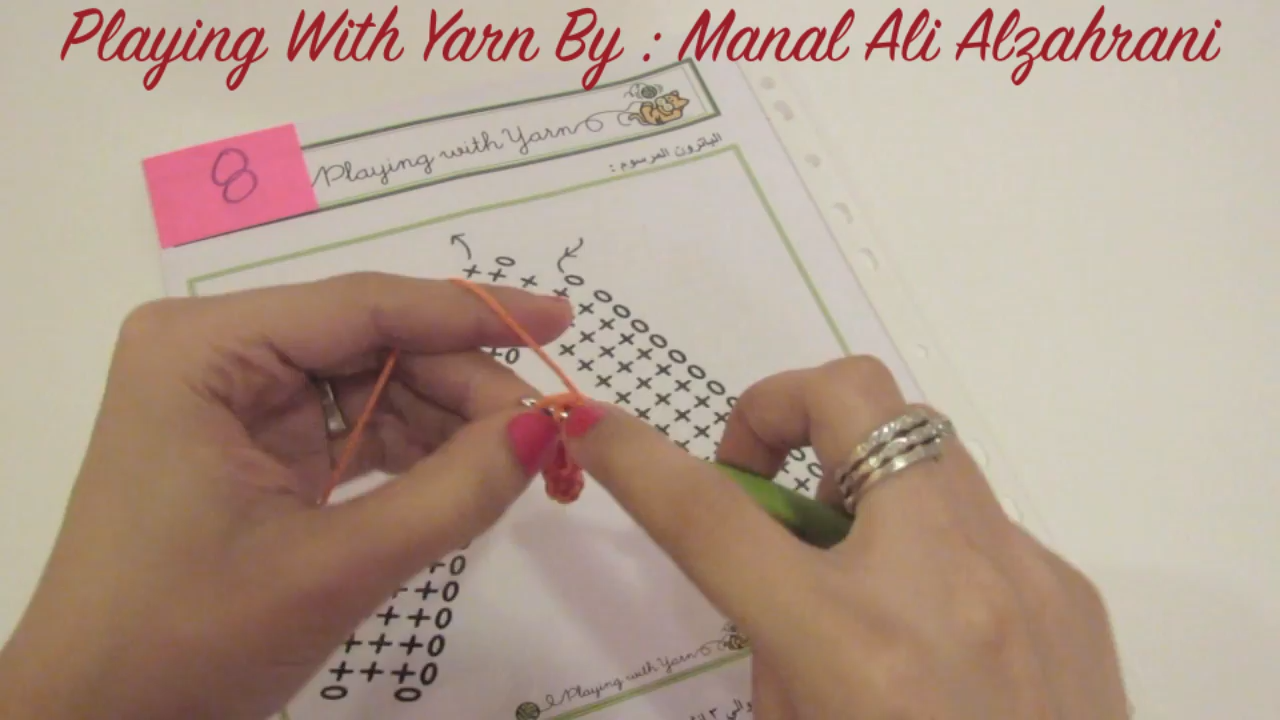 Playing With Yarn By : Manal Ali Alzahrani
8
Playing with Yarn
الباترون المرسوم :
Playing with Yarn